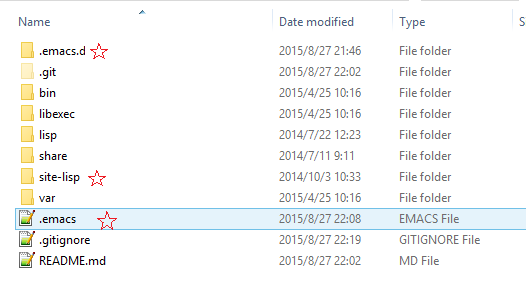 Name Date modified Type S
.emacs.d 2015/8/27 21:46 File folder
.git 2015/8/27 22:02 File folder
bin 2015/4/25 10:16 File folder
libexec 2015/4/25 10:16 File folder
lisp 2014/7/22 12:23 File folder
share 2014/7/11 9:11 File folder
site-lisp 2014/10/3 10:33 File folder
var 2015/4/25 10:16 File folder
.emacs 2015/8/27 22:08 EMACS File
.gitignore 2015/8/27 22:19 GITIGNORE File
README.md 2015/8/27 22:02 MD File